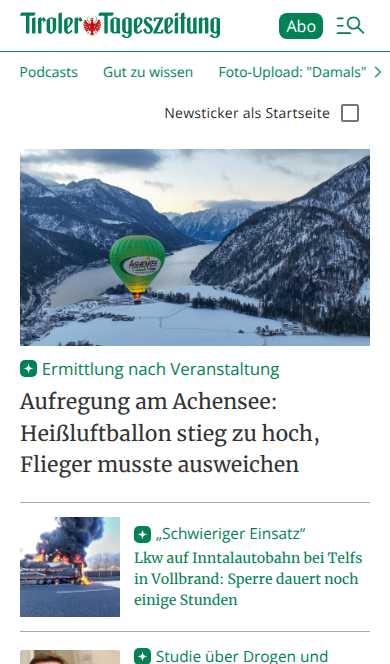 Tiroler Tageszeitung
Abo
Podcasts Gut zu wissen Foto-Upload: "Damals"
Newsticker als Startseite
ACHENSEE
Ermittlung nach Veranstaltung
Aufregung am Achensee:
Heißluftballon stieg zu hoch,
Flieger musste ausweichen
„Schwieriger Einsatz“
Lkw auf Inntalautobahn bei Telfs
in Vollbrand: Sperre dauert noch
einige Stunden
Studie über Drogen und